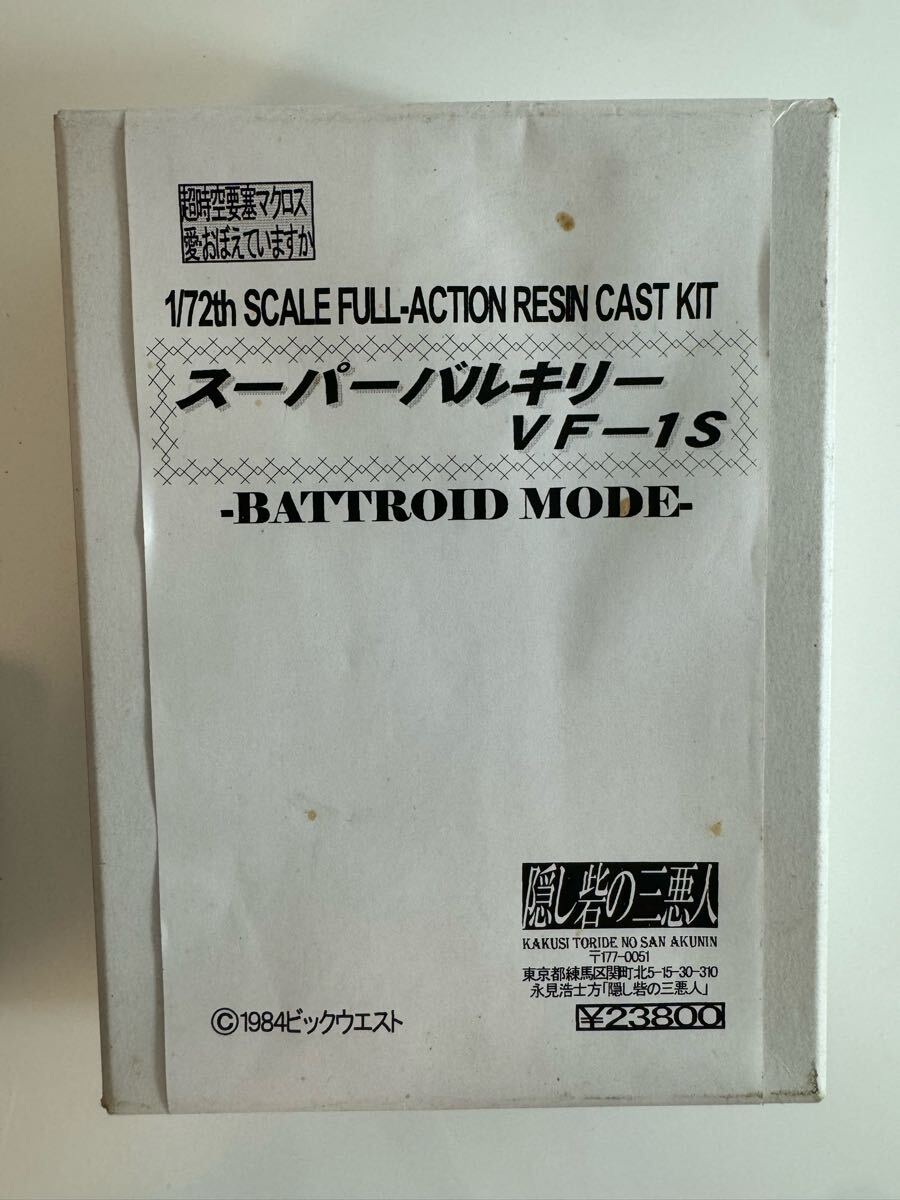 超時空要塞マクロス
愛・おぼえていますか
1/72th SCALE FULL-ACTION RESIN CAST KIT
スーパーバルキリー
VF-1S
-BATTROID MODE-
隠し砦の三悪人
KAKUSI TORIDE NO SAN AKUNIN
〒177-0051
東京都練馬区関町北5-15-30-310
永見浩士方「隠し砦の三悪人」
©1984ビックウエスト
¥23800